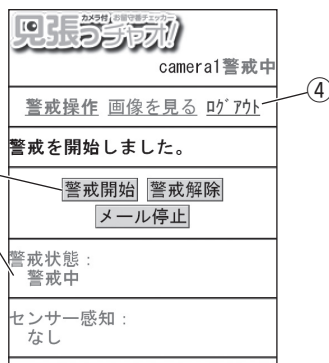 カメラ付 お留守番チェッカー
見張っチャオ!
camera1警戒中
警戒操作 画像を見る ﾛｸﾞｱｳﾄ
④
警戒を開始しました。
警戒開始 警戒解除
メール停止
警戒状態：
警戒中
センサー感知：
なし